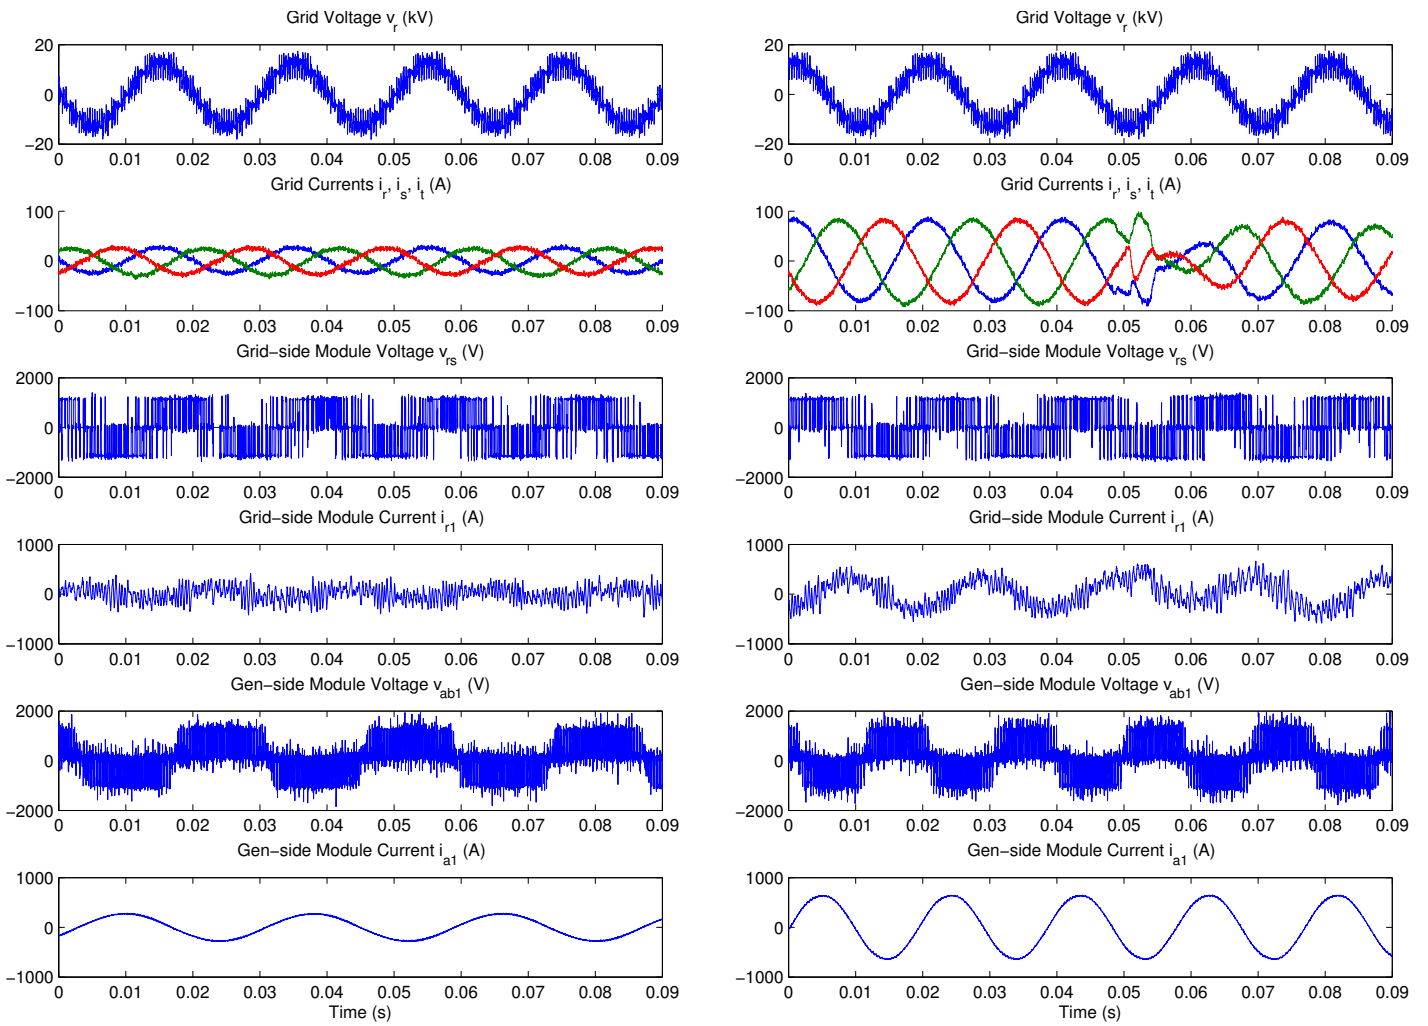 Grid Voltage v_r (kV)
20
0
−20
0 0.01 0.02 0.03 0.04 0.05 0.06 0.07 0.08 0.09
Grid Currents i_r, i_s, i_t (A)
100
0
−100
0 0.01 0.02 0.03 0.04 0.05 0.06 0.07 0.08 0.09
Grid−side Module Voltage v_rs (V)
2000
0
−2000
0 0.01 0.02 0.03 0.04 0.05 0.06 0.07 0.08 0.09
Grid−side Module Current i_r1 (A)
1000
0
−1000
0 0.01 0.02 0.03 0.04 0.05 0.06 0.07 0.08 0.09
Gen−side Module Voltage v_ab1 (V)
2000
0
−2000
0 0.01 0.02 0.03 0.04 0.05 0.06 0.07 0.08 0.09
Gen−side Module Current i_a1 (A)
1000
0
−1000
0 0.01 0.02 0.03 0.04 0.05 0.06 0.07 0.08 0.09
Time (s)
Grid Voltage v_r (kV)
20
0
−20
0 0.01 0.02 0.03 0.04 0.05 0.06 0.07 0.08 0.09
Grid Currents i_r, i_s, i_t (A)
100
0
−100
0 0.01 0.02 0.03 0.04 0.05 0.06 0.07 0.08 0.09
Grid−side Module Voltage v_rs (V)
2000
0
−2000
0 0.01 0.02 0.03 0.04 0.05 0.06 0.07 0.08 0.09
Grid−side Module Current i_r1 (A)
1000
0
−1000
0 0.01 0.02 0.03 0.04 0.05 0.06 0.07 0.08 0.09
Gen−side Module Voltage v_ab1 (V)
2000
0
−2000
0 0.01 0.02 0.03 0.04 0.05 0.06 0.07 0.08 0.09
Gen−side Module Current i_a1 (A)
1000
0
−1000
0 0.01 0.02 0.03 0.04 0.05 0.06 0.07 0.08 0.09
Time (s)